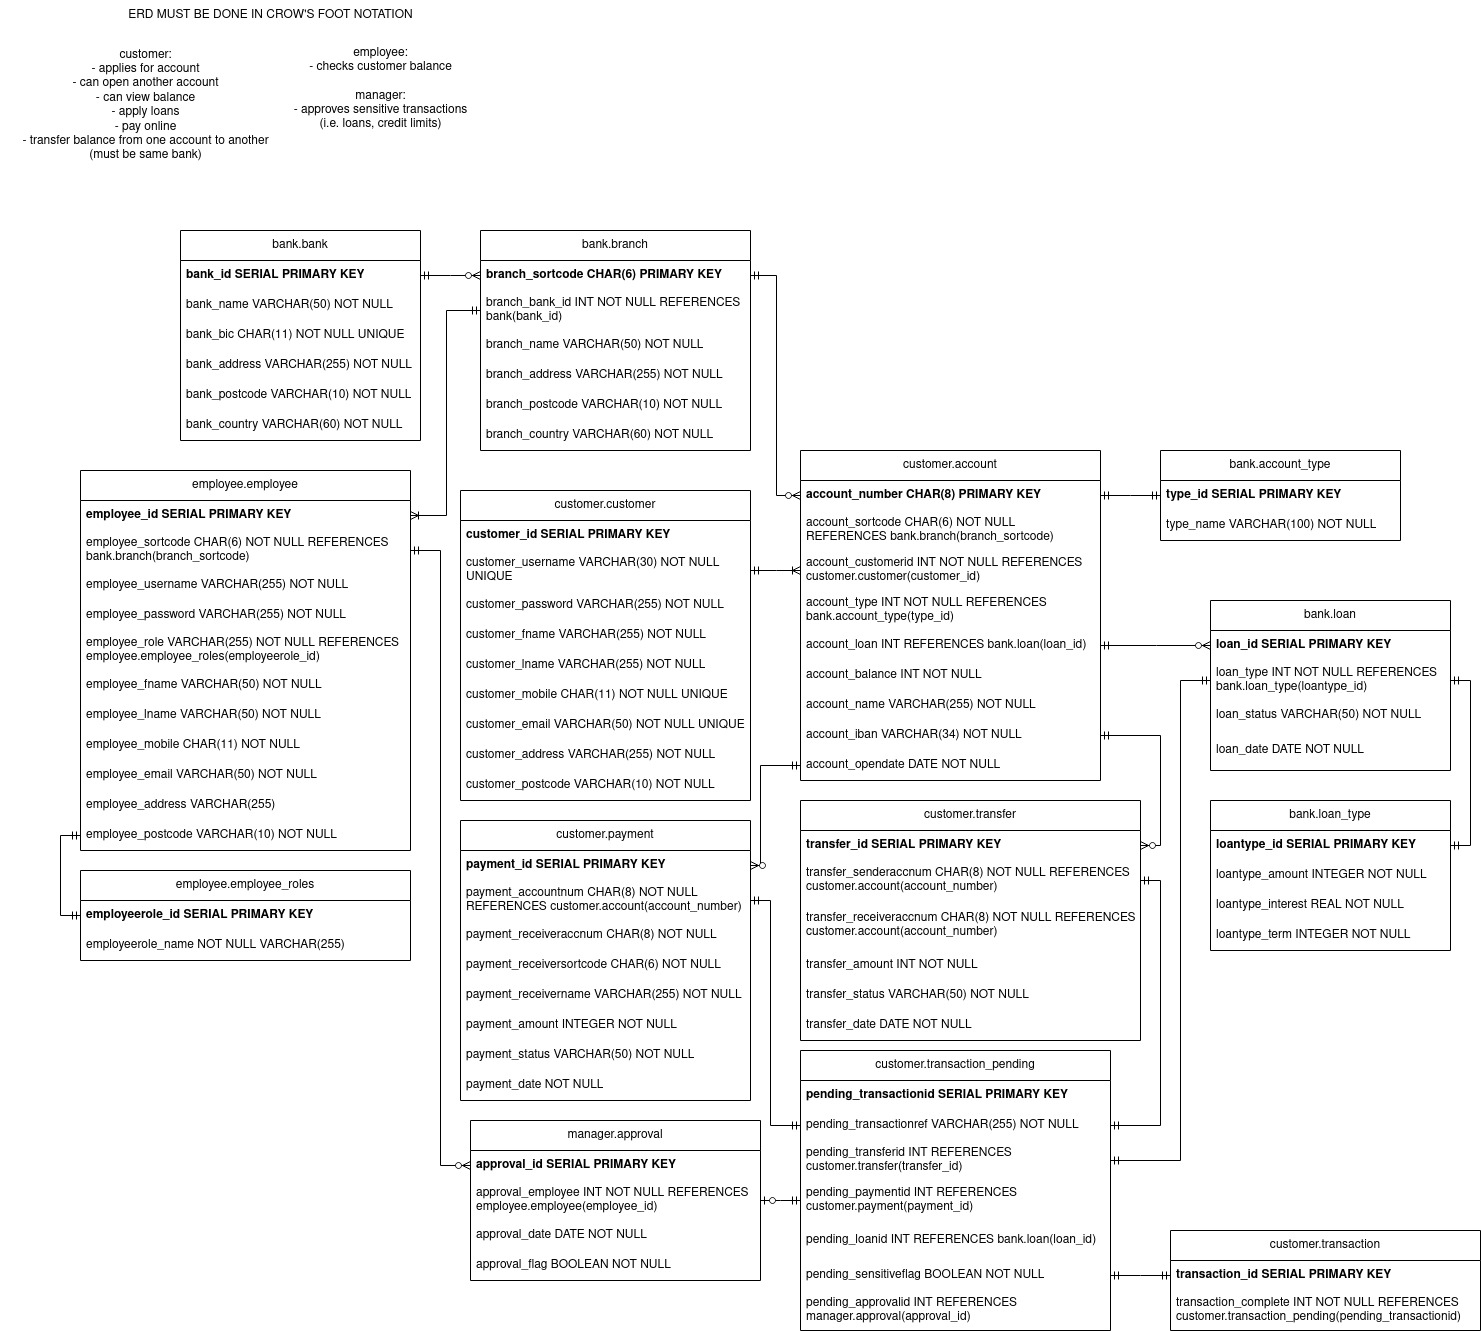 ERD MUST BE DONE IN CROW'S FOOT NOTATION
customer:
- applies for account
- can open another account
- can view balance
- apply loans
- pay online
- transfer balance from one account to another
(must be same bank)
employee:
- checks customer balance
manager:
- approves sensitive transactions
(i.e. loans, credit limits)
bank.bank
bank_id SERIAL PRIMARY KEY
bank_name VARCHAR(50) NOT NULL
bank_bic CHAR(11) NOT NULL UNIQUE
bank_address VARCHAR(255) NOT NULL
bank_postcode VARCHAR(10) NOT NULL
bank_country VARCHAR(60) NOT NULL
bank.branch
branch_sortcode CHAR(6) PRIMARY KEY
branch_bank_id INT NOT NULL REFERENCES
bank(bank_id)
branch_name VARCHAR(50) NOT NULL
branch_address VARCHAR(255) NOT NULL
branch_postcode VARCHAR(10) NOT NULL
branch_country VARCHAR(60) NOT NULL
employee.employee
employee_id SERIAL PRIMARY KEY
employee_sortcode CHAR(6) NOT NULL REFERENCES
bank.branch(branch_sortcode)
employee_username VARCHAR(255) NOT NULL
employee_password VARCHAR(255) NOT NULL
employee_role VARCHAR(255) NOT NULL REFERENCES
employee.employee_roles(employeerole_id)
employee_fname VARCHAR(50) NOT NULL
employee_lname VARCHAR(50) NOT NULL
employee_mobile CHAR(11) NOT NULL
employee_email VARCHAR(50) NOT NULL
employee_address VARCHAR(255)
employee_postcode VARCHAR(10) NOT NULL
employee.employee_roles
employeerole_id SERIAL PRIMARY KEY
employeerole_name NOT NULL VARCHAR(255)
customer.customer
customer_id SERIAL PRIMARY KEY
customer_username VARCHAR(30) NOT NULL
UNIQUE
customer_password VARCHAR(255) NOT NULL
customer_fname VARCHAR(255) NOT NULL
customer_lname VARCHAR(255) NOT NULL
customer_mobile CHAR(11) NOT NULL UNIQUE
customer_email VARCHAR(50) NOT NULL UNIQUE
customer_address VARCHAR(255) NOT NULL
customer_postcode VARCHAR(10) NOT NULL
customer.payment
payment_id SERIAL PRIMARY KEY
payment_accountnum CHAR(8) NOT NULL
REFERENCES customer.account(account_number)
payment_receiveraccnum CHAR(8) NOT NULL
payment_receiversortcode CHAR(6) NOT NULL
payment_receivername VARCHAR(255) NOT NULL
payment_amount INTEGER NOT NULL
payment_status VARCHAR(50) NOT NULL
payment_date NOT NULL
manager.approval
approval_id SERIAL PRIMARY KEY
approval_employee INT NOT NULL REFERENCES
employee.employee(employee_id)
approval_date DATE NOT NULL
approval_flag BOOLEAN NOT NULL
customer.account
account_number CHAR(8) PRIMARY KEY
account_sortcode CHAR(6) NOT NULL
REFERENCES bank.branch(branch_sortcode)
account_customerid INT NOT NULL REFERENCES
customer.customer(customer_id)
account_type INT NOT NULL REFERENCES
bank.account_type(type_id)
account_loan INT REFERENCES bank.loan(loan_id)
account_balance INT NOT NULL
account_name VARCHAR(255) NOT NULL
account_iban VARCHAR(34) NOT NULL
account_opendate DATE NOT NULL
customer.transfer
transfer_id SERIAL PRIMARY KEY
transfer_senderaccnum CHAR(8) NOT NULL REFERENCES
customer.account(account_number)
transfer_receiveraccnum CHAR(8) NOT NULL REFERENCES
customer.account(account_number)
transfer_amount INT NOT NULL
transfer_status VARCHAR(50) NOT NULL
transfer_date DATE NOT NULL
customer.transaction_pending
pending_transactionid SERIAL PRIMARY KEY
pending_transactionref VARCHAR(255) NOT NULL
pending_transferid INT REFERENCES
customer.transfer(transfer_id)
pending_paymentid INT REFERENCES
customer.payment(payment_id)
pending_loanid INT REFERENCES bank.loan(loan_id)
pending_sensitiveflag BOOLEAN NOT NULL
pending_approvalid INT REFERENCES
manager.approval(approval_id)
bank.account_type
type_id SERIAL PRIMARY KEY
type_name VARCHAR(100) NOT NULL
bank.loan
loan_id SERIAL PRIMARY KEY
loan_type INT NOT NULL REFERENCES
bank.loan_type(loantype_id)
loan_status VARCHAR(50) NOT NULL
loan_date DATE NOT NULL
bank.loan_type
loantype_id SERIAL PRIMARY KEY
loantype_amount INTEGER NOT NULL
loantype_interest REAL NOT NULL
loantype_term INTEGER NOT NULL
customer.transaction
transaction_id SERIAL PRIMARY KEY
transaction_complete INT NOT NULL REFERENCES
customer.transaction_pending(pending_transactionid)